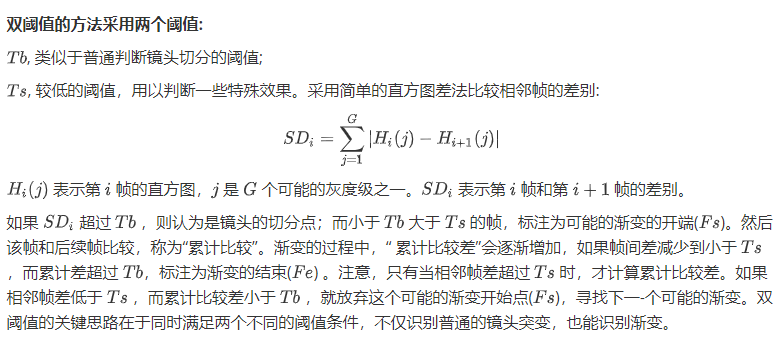 双阈值的方法采用两个阈值:
Tb, 类似于普通判断镜头切分的阈值;
Ts, 较低的阈值，用以判断一些特殊效果。采用简单的直方图差法比较相邻帧的差别:
SD_i = \sum_{j=1}^{G} |H_i(j) − H_{i+1}(j)|
H_i(j) 表示第 i 帧的直方图，j 是 G 个可能的灰度级之一。SD_i 表示第 i 帧和第 i + 1 帧的差别。
如果 SD_i 超过 Tb ，则认为是镜头的切分点；而小于 Tb 大于 Ts 的帧，标注为可能的渐变的开端(Fs)。然后
该帧和后续帧比较，称为“累计比较”。渐变的过程中，“ 累计比较差”会逐渐增加，如果帧间差减少到小于 Ts
，而累计差超过 Tb，标注为渐变的结束(Fe) 。注意，只有当相邻帧差超过 Ts 时，才计算累计比较差。如果
相邻帧差低于 Ts ，而累计比较差小于 Tb ，就放弃这个可能的渐变开始点(Fs)，寻找下一-个可能的渐变。双
阈值的关键思路在于同时满足两个不同的阈值条件，不仅识别普通的镜头突变，也能识别渐变。